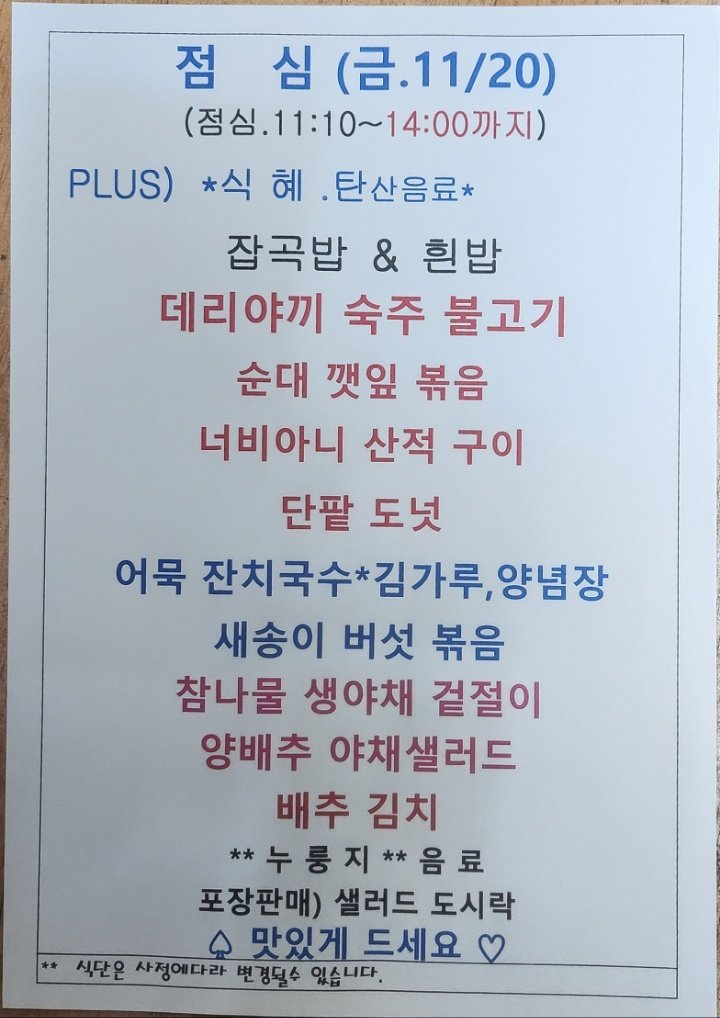 점 심 (금.11/20)
(점심.11:10~14:00까지)
PLUS) *식 혜 .탄산음료*
잡곡밥 & 흰밥
데리야끼 숙주 불고기
순대 깻잎 볶음
너비아니 산적 구이
단팥 도넛
어묵 잔치국수*김가루,양념장
새송이 버섯 볶음
참나물 생야채 겉절이
양배추 야채샐러드
배추 김치
** 누 룽 지 ** 음 료
포장판매) 샐러드 도시락
♤ 맛있게 드세요 ♡
** 식단은 사정에다라 변경될수 있습니다.